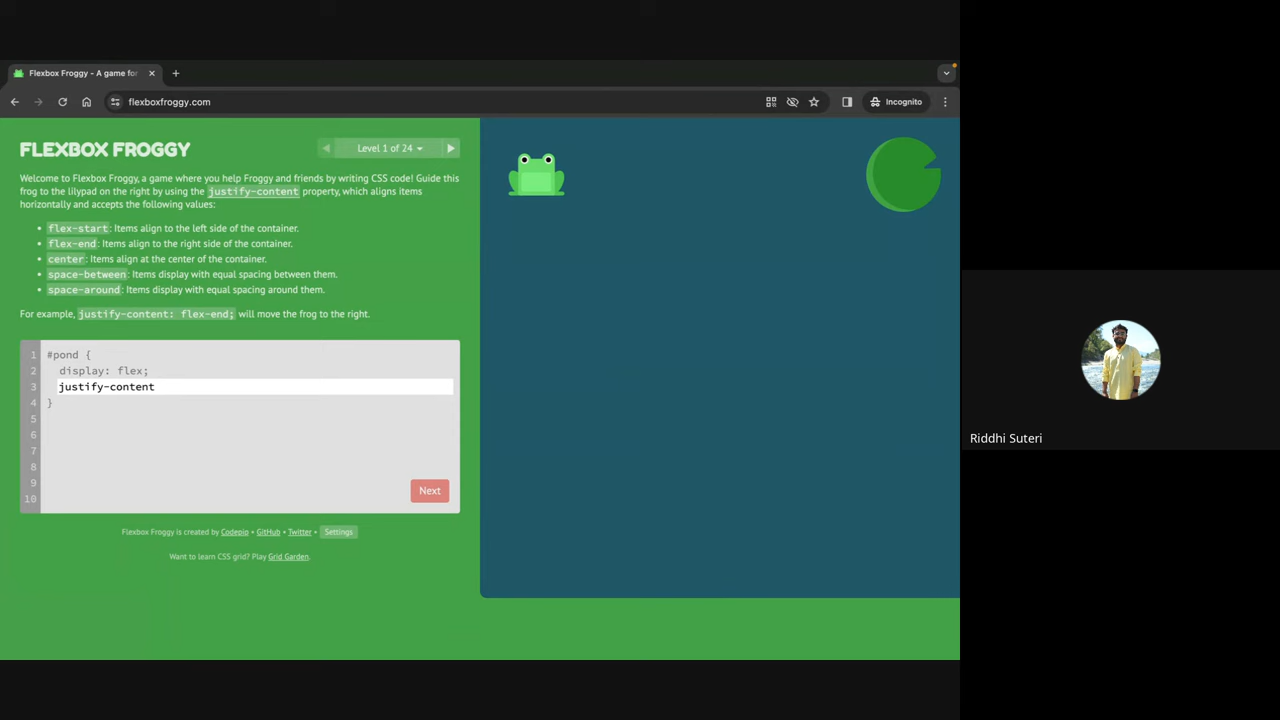 Flexbox Froggy - A game for
flexboxfroggy.com
Incognito
FLEXBOX FROGGY
Level 1 of 24
Welcome to Flexbox Froggy, a game where you help Froggy and friends by writing CSS code! Guide this
frog to the lilypad on the right by using the justify-content property, which aligns items
horizontally and accepts the following values:
• flex-start: Items align to the left side of the container.
• flex-end: Items align to the right side of the container.
• center: Items align at the center of the container.
• space-between: Items display with equal spacing between them.
• space-around: Items display with equal spacing around them.
For example, justify-content: flex-end; will move the frog to the right.
1 #pond {
2 display: flex;
3 justify-content
4 }
5
6
7
8
9
10
Next
Flexbox Froggy is created by Codepip • GitHub • Twitter • Settings
Want to learn CSS grid? Play Grid Garden.
Riddhi Suteri